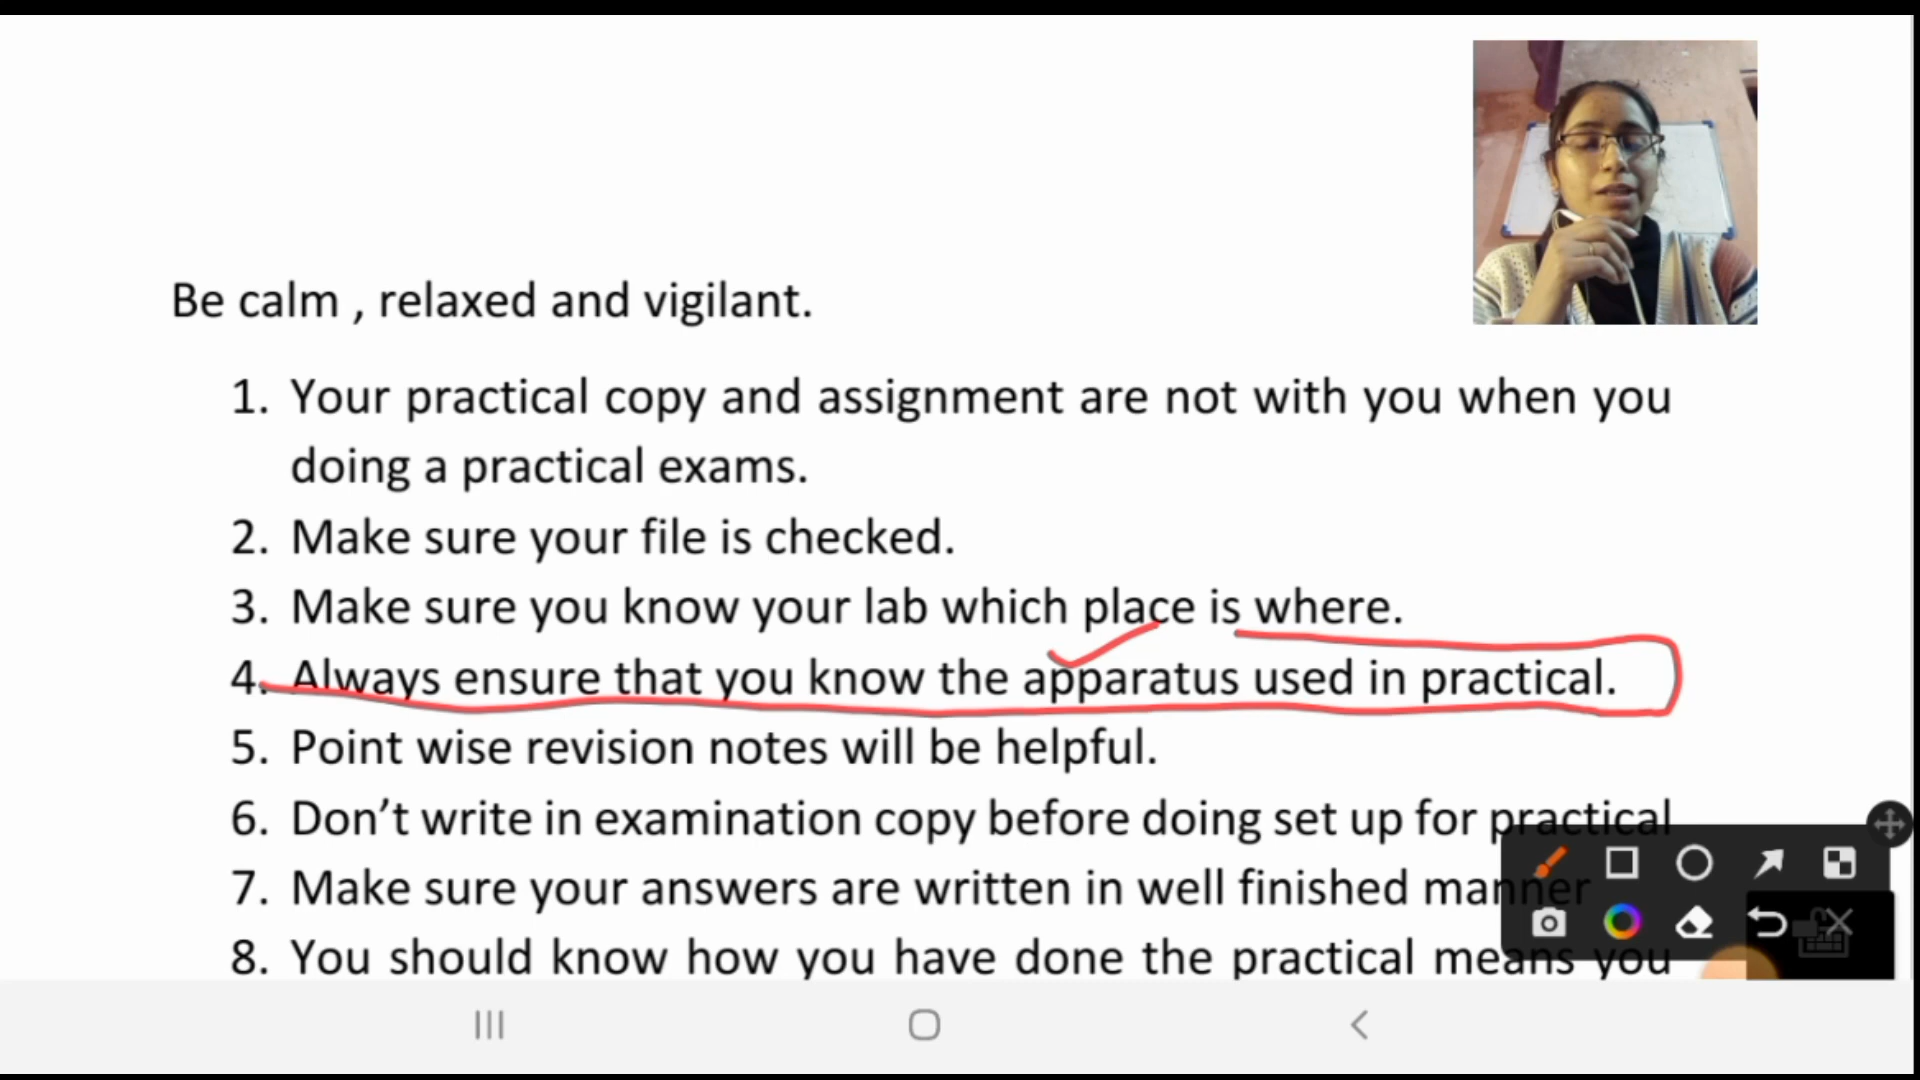 Be calm , relaxed and vigilant.
1. Your practical copy and assignment are not with you when you
doing a practical exams.
2. Make sure your file is checked.
3. Make sure you know your lab which place is where.
4. Always ensure that you know the apparatus used in practical.
5. Point wise revision notes will be helpful.
6. Don’t write in examination copy before doing set up for practical
7. Make sure your answers are written in well finished manner
8. You should know how you have done the practical means you